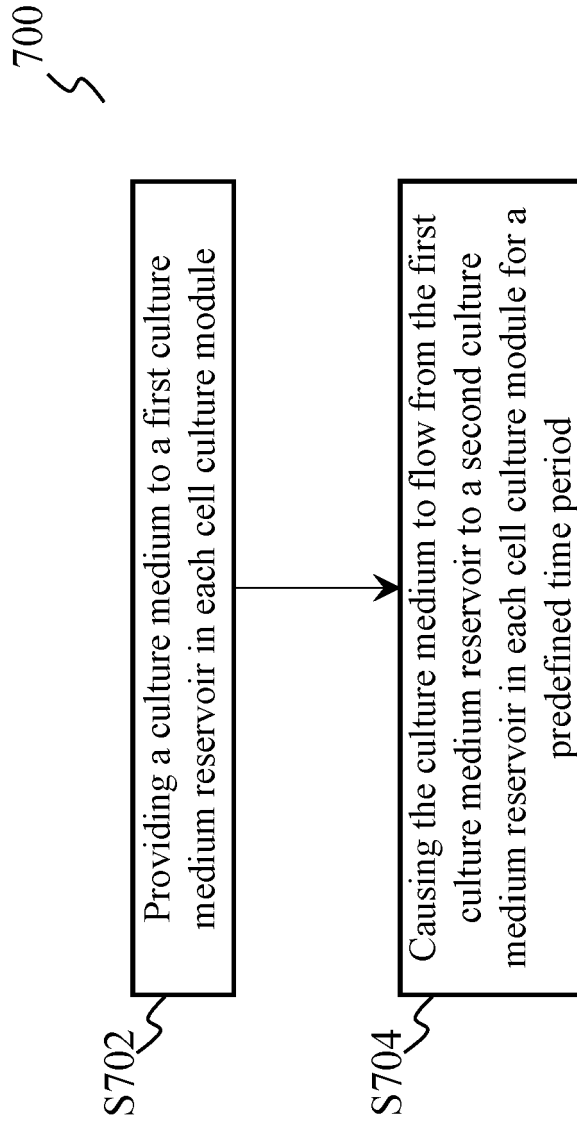 700
S702
Providing a culture medium to a first culture
medium reservoir in each cell culture module
S704
Causing the culture medium to flow from the first
culture medium reservoir to a second culture
medium reservoir in each cell culture module for a
predefined time period